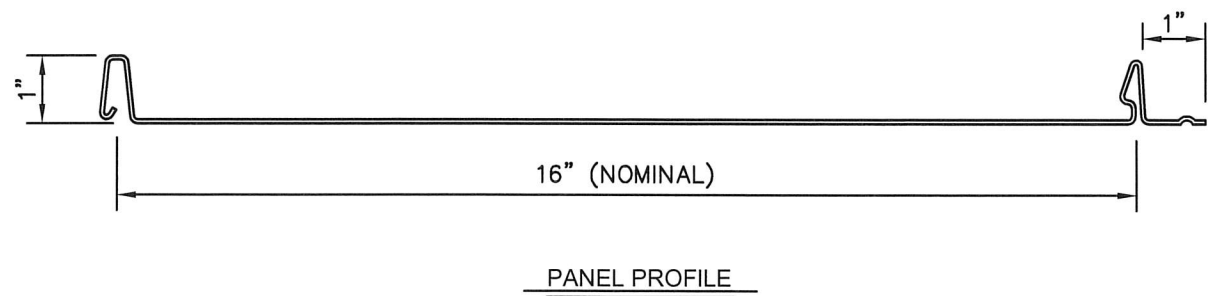 1”
1”
16” (NOMINAL)
PANEL PROFILE